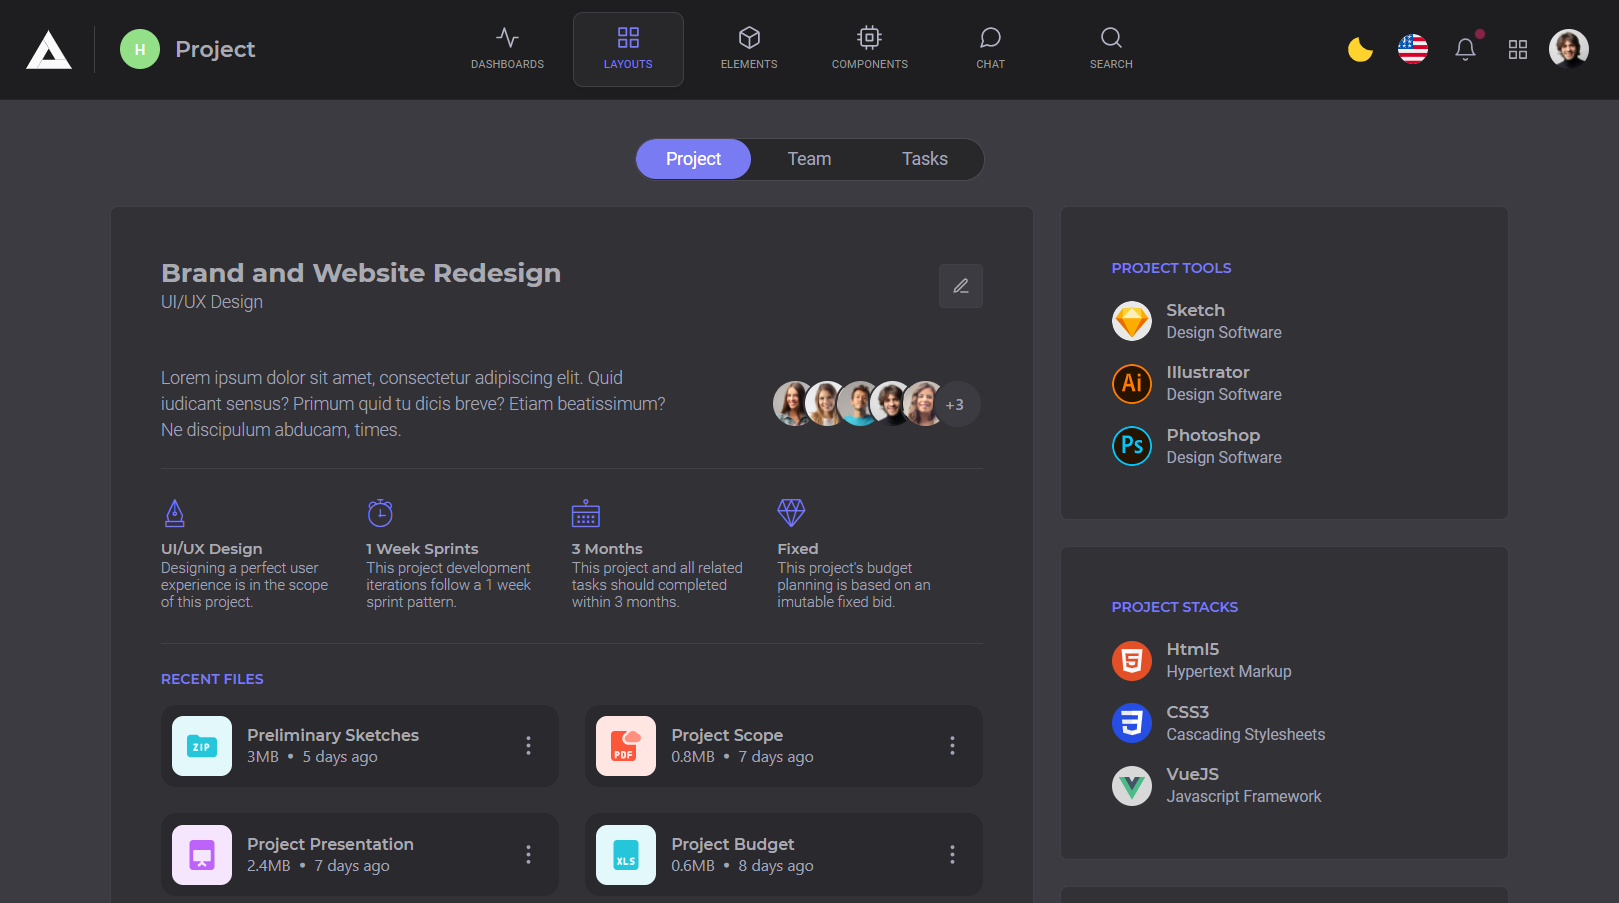 H
Project
DASHBOARDS
LAYOUTS
ELEMENTS
COMPONENTS
CHAT
SEARCH
Project
Team
Tasks
Brand and Website Redesign
UI/UX Design
Lorem ipsum dolor sit amet, consectetur adipiscing elit. Quid
iudicant sensus? Primum quid tu dicis breve? Etiam beatissimum?
Ne discipulum abducam, times.
+3
UI/UX Design
Designing a perfect user
experience is in the scope
of this project.
1 Week Sprints
This project development
iterations follow a 1 week
sprint pattern.
3 Months
This project and all related
tasks should completed
within 3 months.
Fixed
This project's budget
planning is based on an
imutable fixed bid.
RECENT FILES
ZIP
Preliminary Sketches
3MB • 5 days ago
PDF
Project Scope
0.8MB • 7 days ago
Project Presentation
2.4MB • 7 days ago
XLS
Project Budget
0.6MB • 8 days ago
PROJECT TOOLS
Sketch
Design Software
Ai
Illustrator
Design Software
Ps
Photoshop
Design Software
PROJECT STACKS
5
Html5
Hypertext Markup
3
CSS3
Cascading Stylesheets
VueJS
Javascript Framework